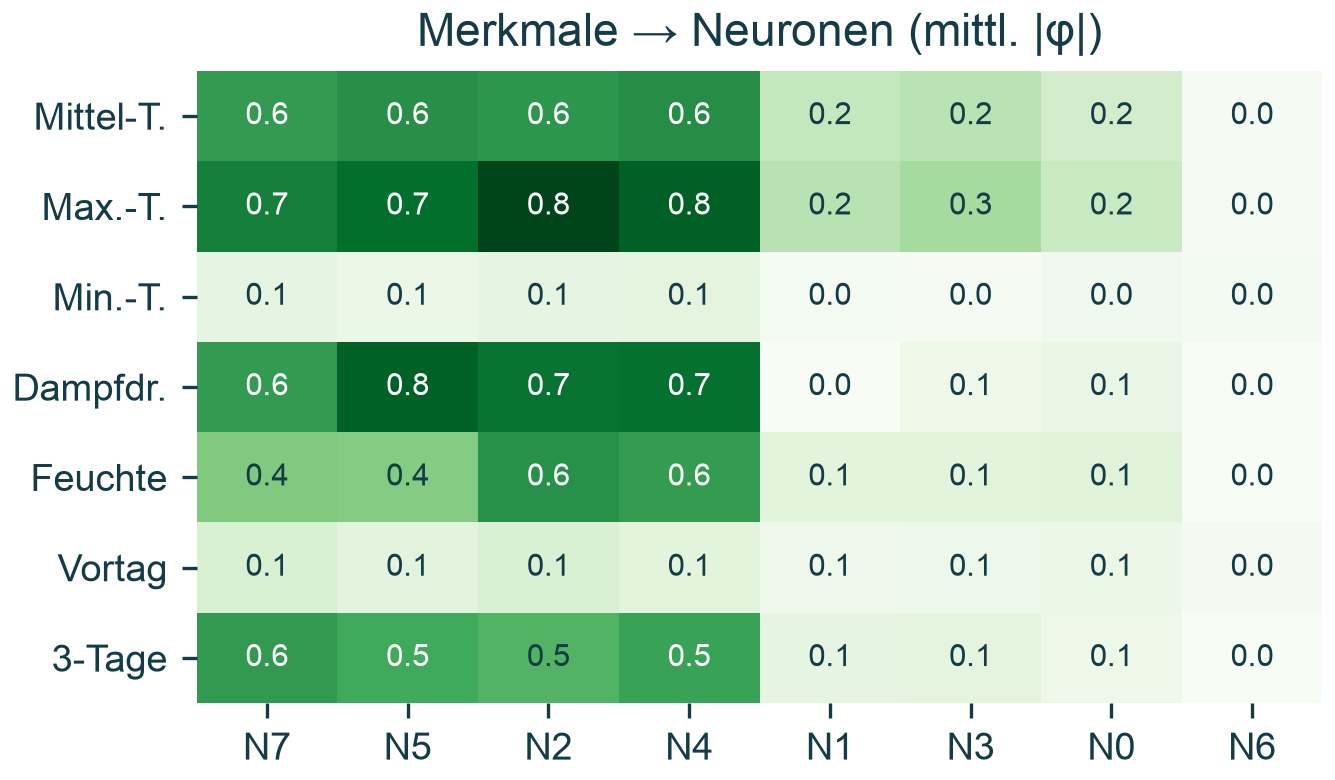 Merkmale → Neuronen (mittl. |φ|)
Mittel-T. 0.6 0.6 0.6 0.6 0.2 0.2 0.2 0.0
Max.-T. 0.7 0.7 0.8 0.8 0.2 0.3 0.2 0.0
Min.-T. 0.1 0.1 0.1 0.1 0.0 0.0 0.0 0.0
Dampfdr. 0.6 0.8 0.7 0.7 0.0 0.1 0.1 0.0
Feuchte 0.4 0.4 0.6 0.6 0.1 0.1 0.1 0.0
Vortag 0.1 0.1 0.1 0.1 0.1 0.1 0.1 0.0
3-Tage 0.6 0.5 0.5 0.5 0.1 0.1 0.1 0.0
N7 N5 N2 N4 N1 N3 N0 N6